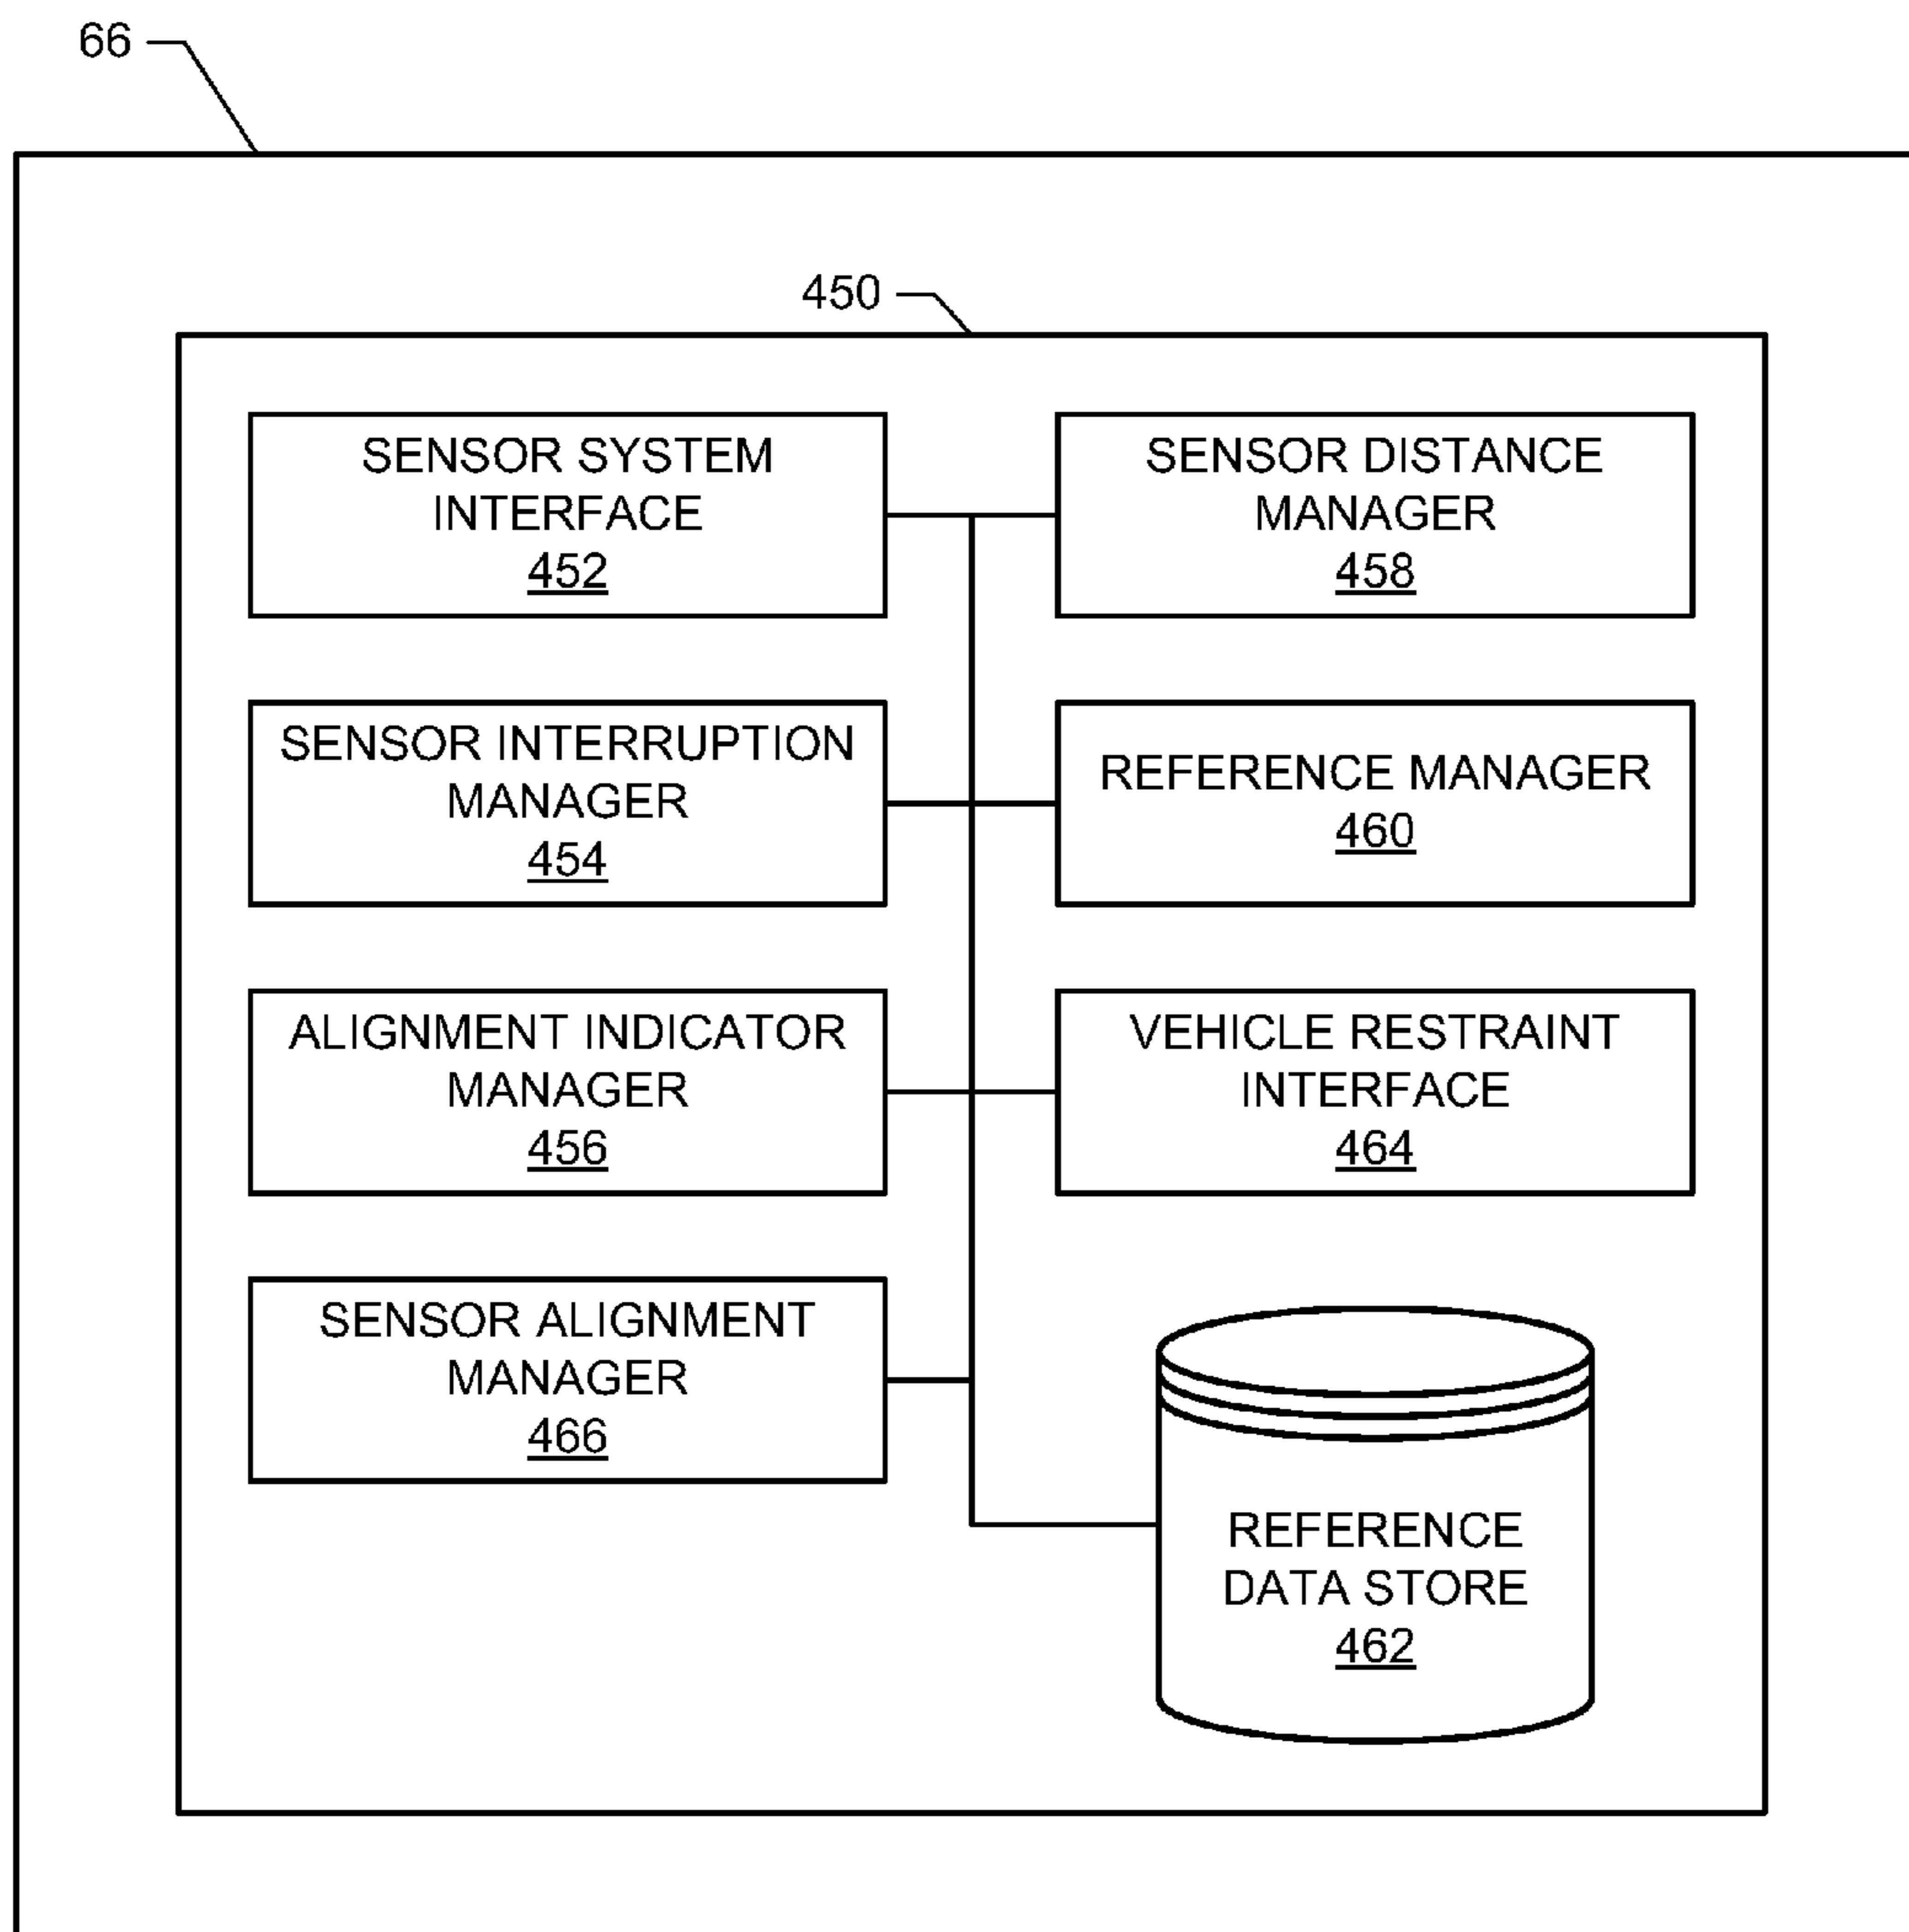 66
450
SENSOR SYSTEM
INTERFACE
452
SENSOR DISTANCE
MANAGER
458
SENSOR INTERRUPTION
MANAGER
454
REFERENCE MANAGER
460
ALIGNMENT INDICATOR
MANAGER
456
VEHICLE RESTRAINT
INTERFACE
464
SENSOR ALIGNMENT
MANAGER
466
REFERENCE
DATA STORE
462